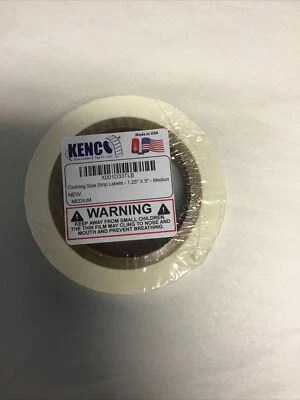 KENCO
Made in USA
X001D33TLB
Clothing Size Strip Labels - 1.25" X 5" - Medium
NEW
MEDIUM
WARNING
KEEP AWAY FROM SMALL CHILDREN.
THE THIN FILM MAY CLING TO NOSE AND
MOUTH AND PREVENT BREATHING.